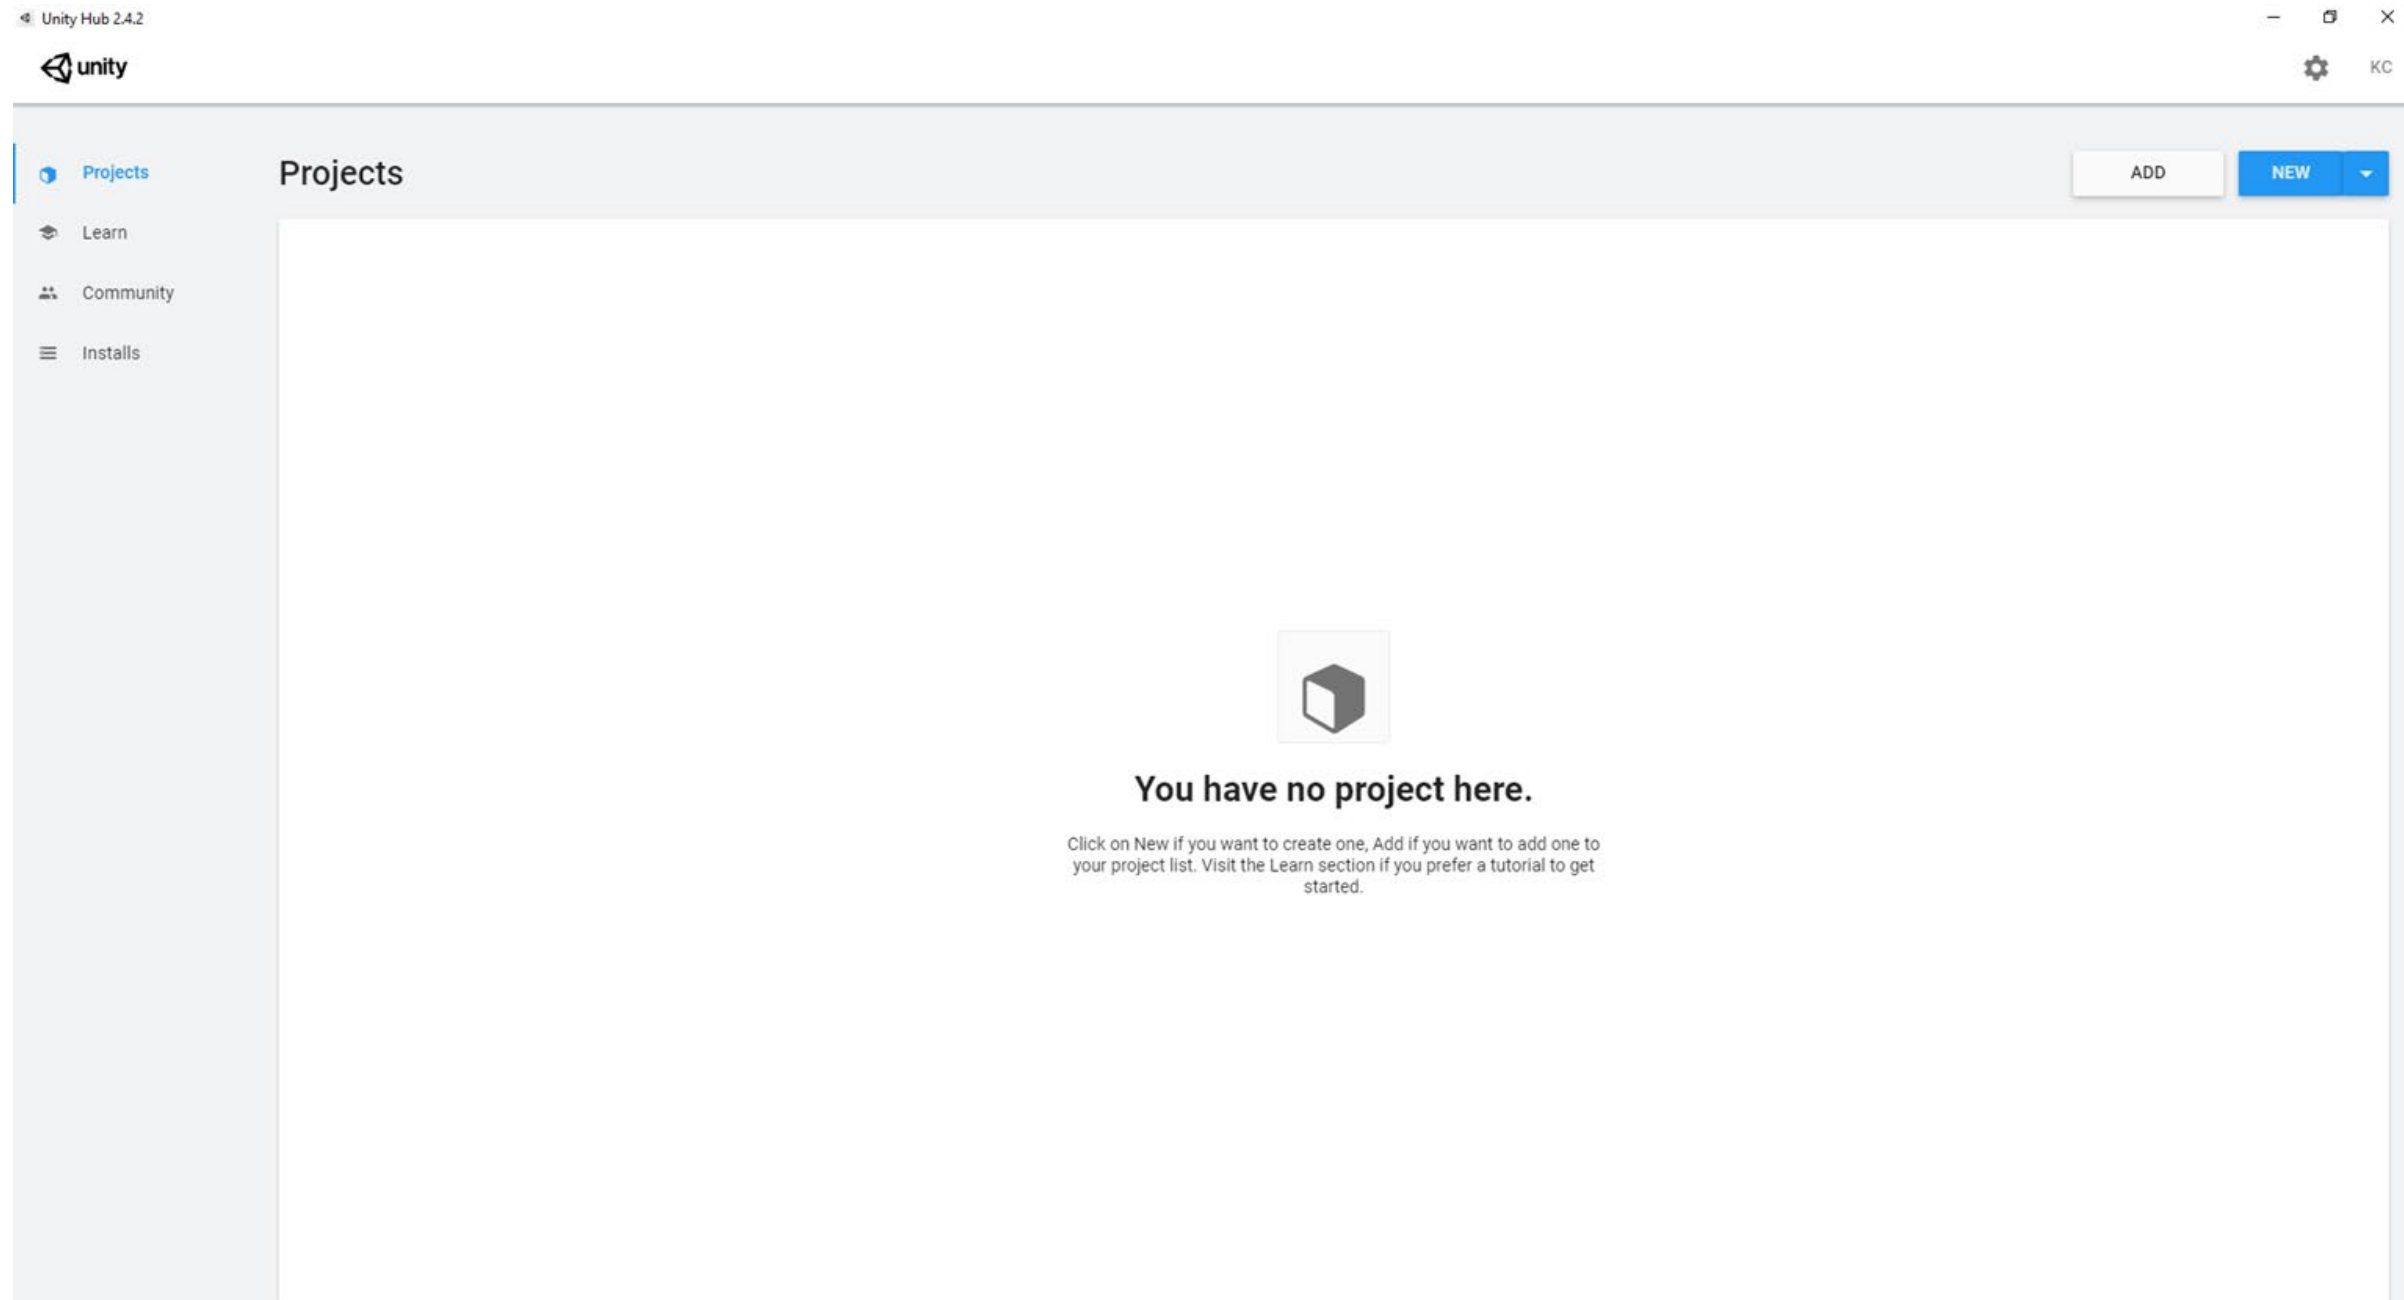 Unity Hub 2.4.2
unity
KC
Projects
Projects
ADD
NEW
Learn
Community
Installs
You have no project here.
Click on New if you want to create one, Add if you want to add one to
your project list. Visit the Learn section if you prefer a tutorial to get
started.